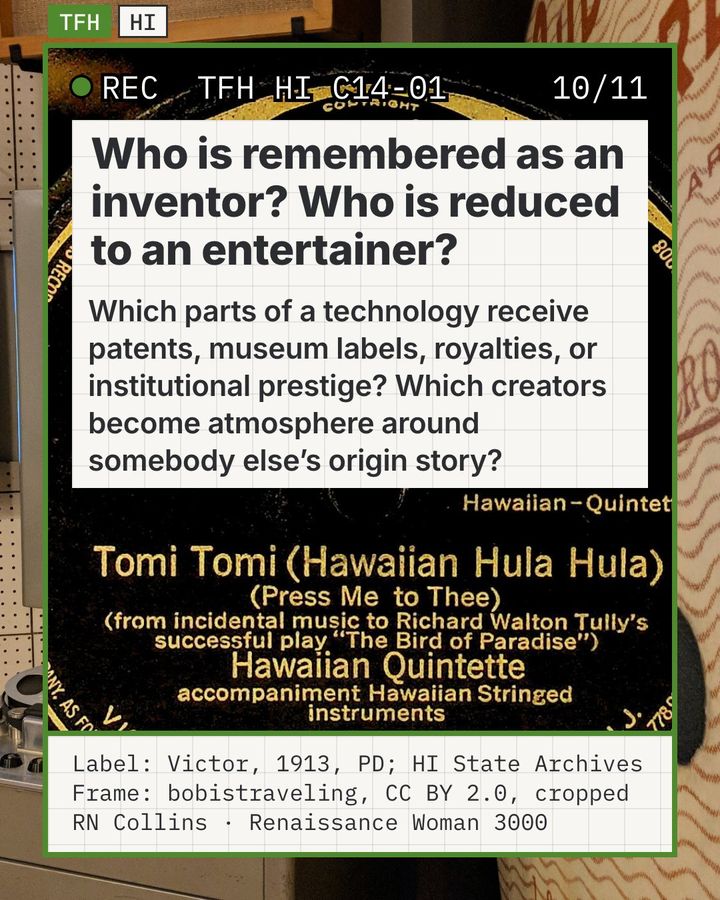 TFH HI
REC TFH HI C14-01 10/11
COPYRIGHT
Who is remembered as an
inventor? Who is reduced
to an entertainer?
Which parts of a technology receive
patents, museum labels, royalties, or
institutional prestige? Which creators
become atmosphere around
somebody else’s origin story?
Hawaiian-Quintet
Tomi Tomi (Hawaiian Hula Hula)
(Press Me to Thee)
(from incidental music to Richard Walton Tully’s
successful play “The Bird of Paradise”)
Hawaiian Quintette
accompaniment Hawaiian Stringed
instruments
Label: Victor, 1913, PD; HI State Archives
Frame: bobistraveling, CC BY 2.0, cropped
RN Collins · Renaissance Woman 3000